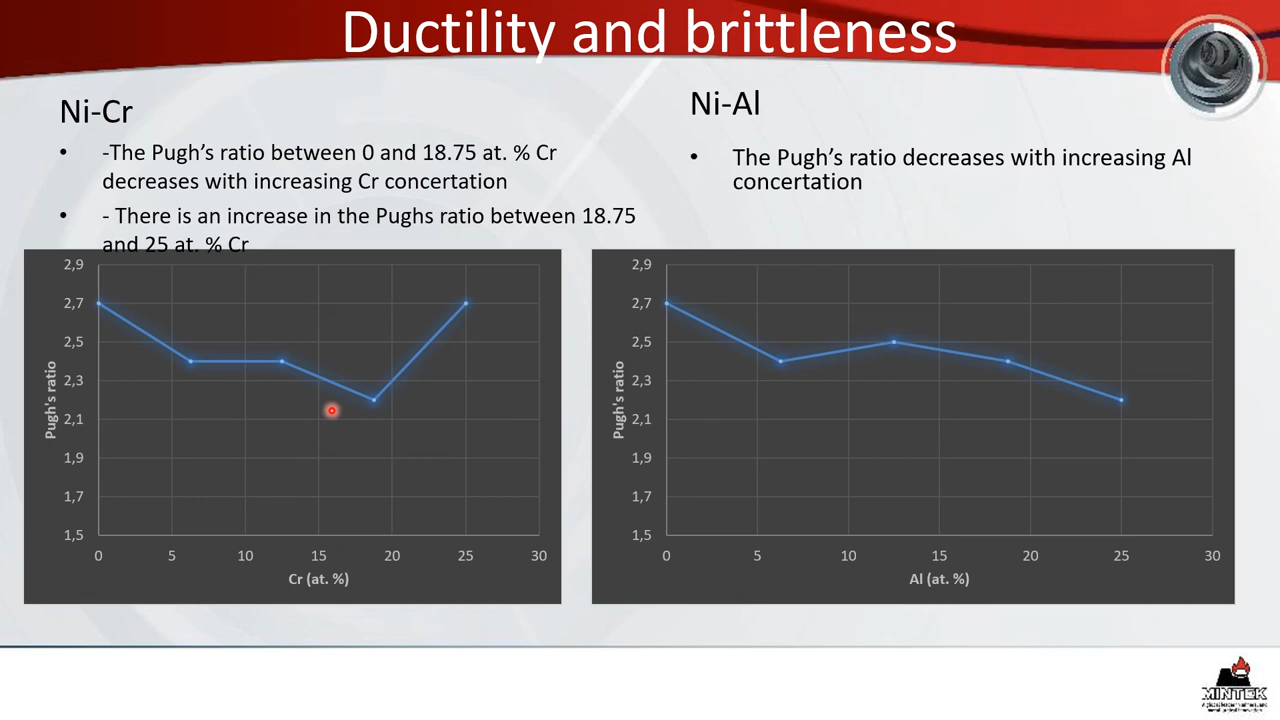 Ductility and brittleness
Ni-Cr
• -The Pugh’s ratio between 0 and 18.75 at. % Cr
decreases with increasing Cr concertation
• - There is an increase in the Pughs ratio between 18.75
and 25 at. % Cr
Ni-Al
• The Pugh’s ratio decreases with increasing Al
concertation
2,9
2,7
2,5
2,3
2,1
1,9
1,7
1,5
Pugh's ratio
0 5 10 15 20 25 30
Cr (at. %)
2,9
2,7
2,5
2,3
2,1
1,9
1,7
1,5
Pugh's ratio
0 5 10 15 20 25 30
Al (at. %)
MINTEK